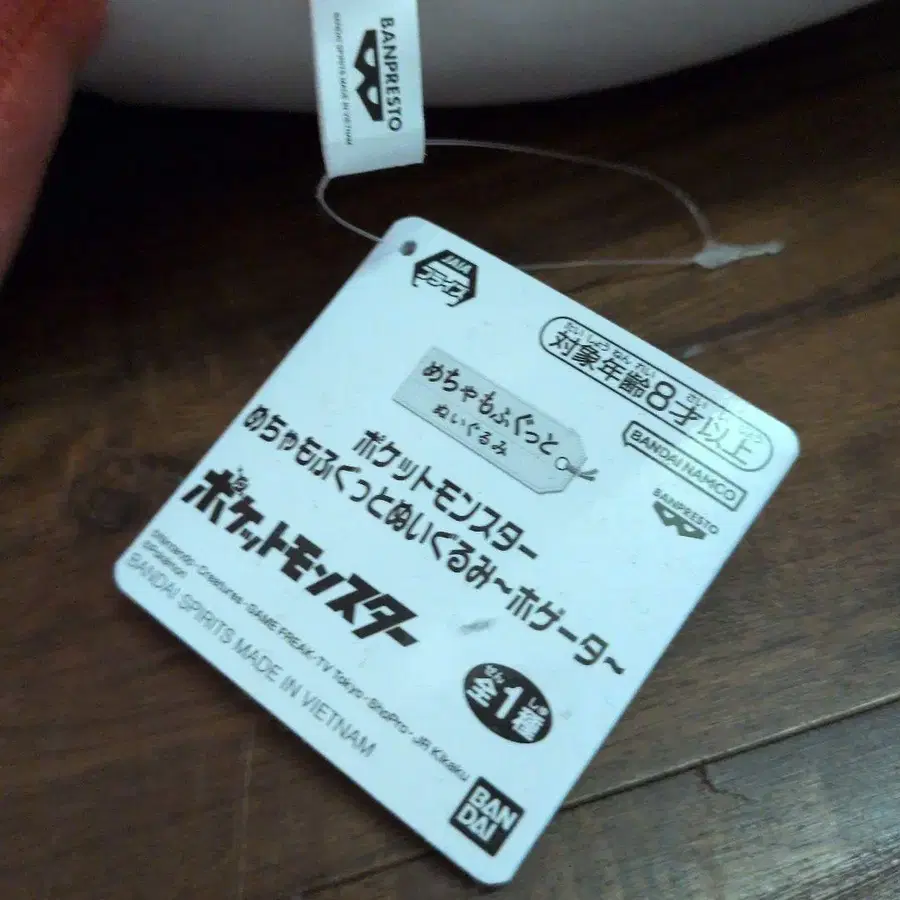 BANPRESTO
BANDAI SPIRITS MADE IN VIETNAM
JAIA
プライズ
たいしょうねんれい さいいじょう
対象年齢8才以上
BANDAI NAMCO
BANPRESTO
めちゃもふぐっと
ぬいぐるみ
ポケットモンスター
めちゃもふぐっとぬいぐるみ～ホゲータ～
ポケットモンスター
©Nintendo・Creatures・GAME FREAK・TV Tokyo・ShoPro・JR Kikaku
©Pokémon
BANDAI SPIRITS MADE IN VIETNAM
ぜん しゅ
全1種
BAN
DAI